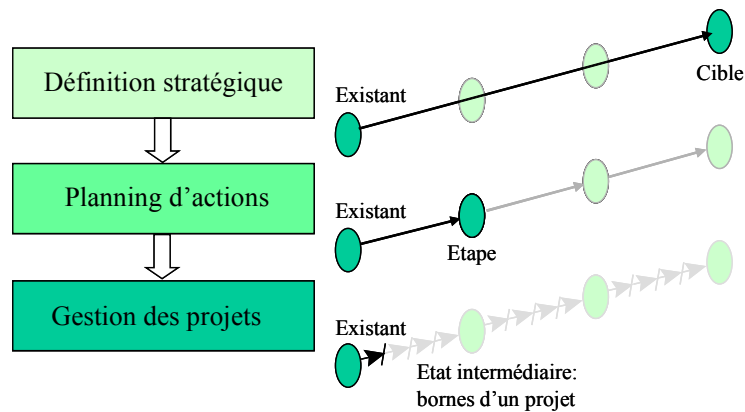 Définition stratégique
Existant
Cible
Planning d'actions
Existant
Etape
Gestion des projets
Existant
Etat intermédiaire:
bornes d'un projet